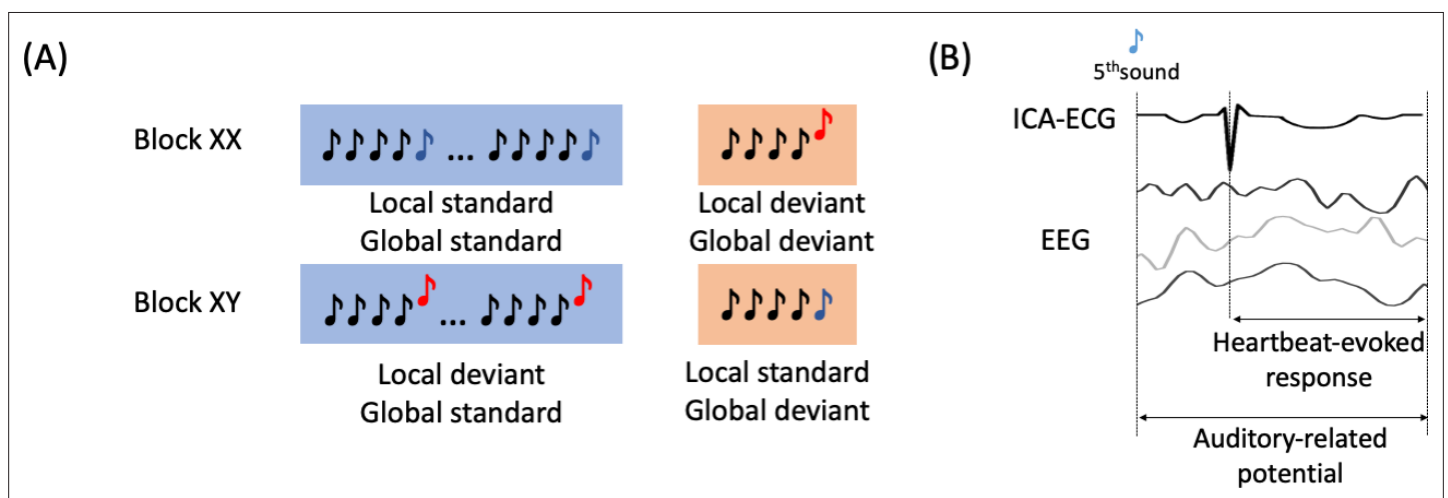 (A)
Block XX
...
Local standard
Global standard
Local deviant
Global deviant
Block XY
...
Local deviant
Global standard
Local standard
Global deviant
(B)
5thsound
ICA-ECG
EEG
Heartbeat-evoked
response
Auditory-related
potential